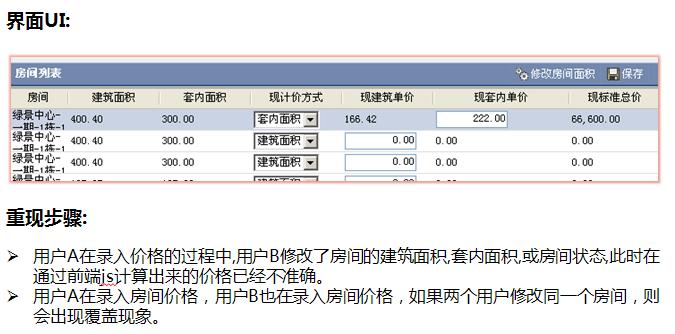 界面UI:
房间列表 修改房间面积 保存
房间 建筑面积 套内面积 现计价方式 现建筑单价 现套内单价 现标准总价
绿景中心-
一期-1栋-1 400.40 300.00 套内面积 166.42 222.00 66,600.00
绿景中心-
一期-1栋-1 400.40 300.00 建筑面积 0.00 0.00 0.00
绿景中心-
一期-1栋-1 400.40 300.00 建筑面积 0.00 0.00 0.00
重现步骤:
用户A在录入价格的过程中,用户B修改了房间的建筑面积,套内面积,或房间状态,此时在
通过前端js计算出来的价格已经不准确。
用户A在录入房间价格，用户B也在录入房间价格，如果两个用户修改同一个房间，则
会出现覆盖现象。